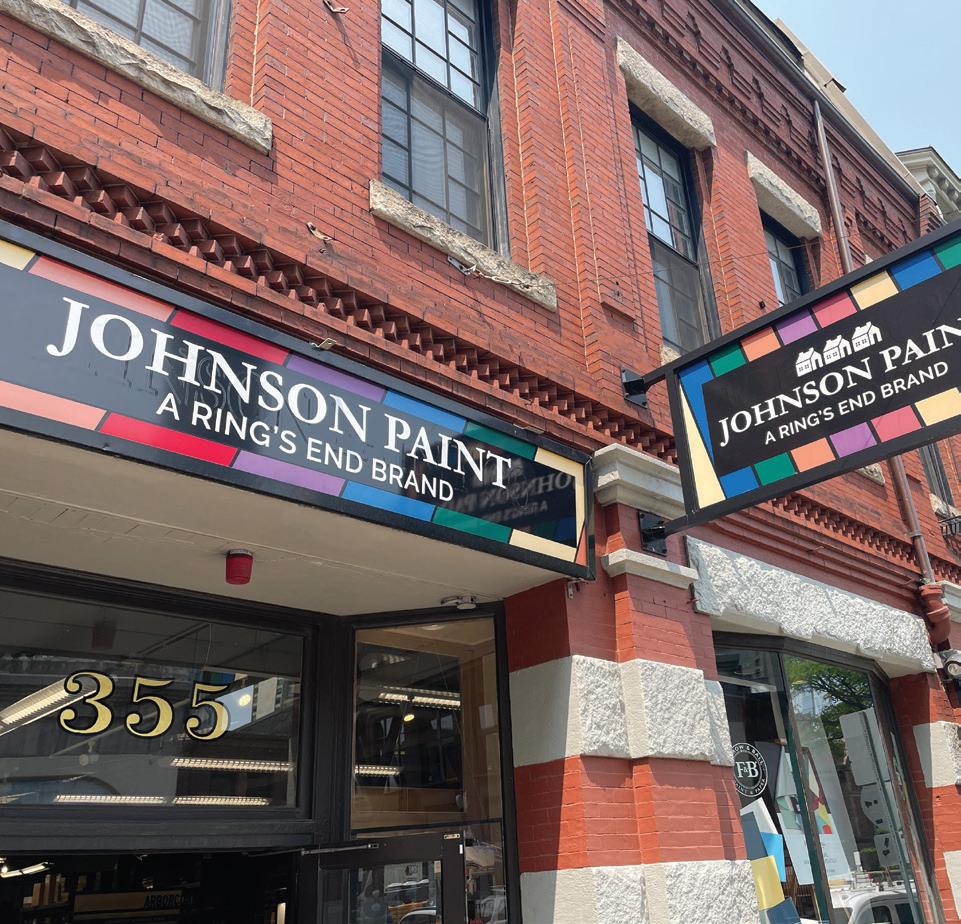 JOHNSON PAINT
A RING'S END BRAND
JOHNSON PAIN
A RING'S END BRAND
355
F&B